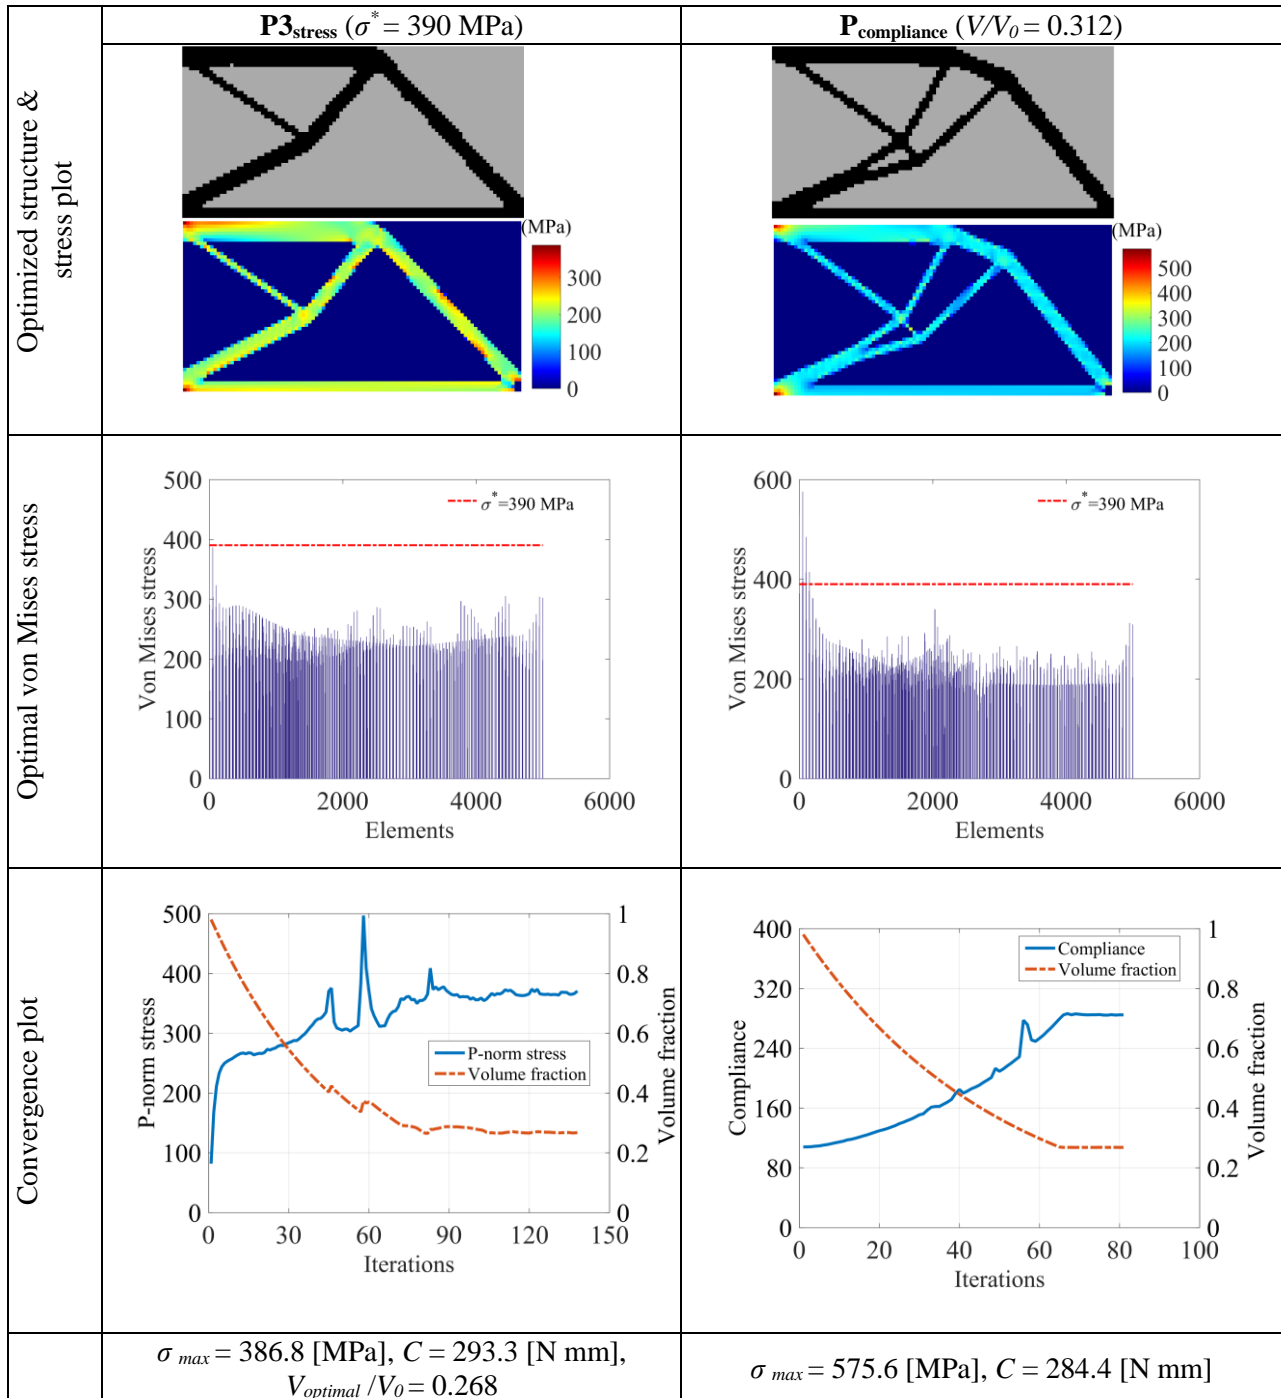 P3stress (σ* = 390 MPa)
Pcompliance (V/V0 = 0.312)
Optimized structure &
stress plot
(MPa)
300
200
100
0
(MPa)
500
400
300
200
100
0
Optimal von Mises stress
500
400
300
200
100
0
Von Mises stress
σ*=390 MPa
0 2000 4000 6000
Elements
600
400
200
0
Von Mises stress
σ*=390 MPa
0 2000 4000 6000
Elements
Convergence plot
500
400
300
200
100
0
P-norm stress
P-norm stress
Volume fraction
1
0.8
0.6
0.4
0.2
0
Volume fraction
0 30 60 90 120 150
Iterations
400
320
240
160
80
0
Compliance
Compliance
Volume fraction
1
0.8
0.6
0.4
0.2
0
Volume fraction
0 20 40 60 80 100
Iterations
σ max = 386.8 [MPa], C = 293.3 [N mm],
Voptimal /V0 = 0.268
σ max = 575.6 [MPa], C = 284.4 [N mm]